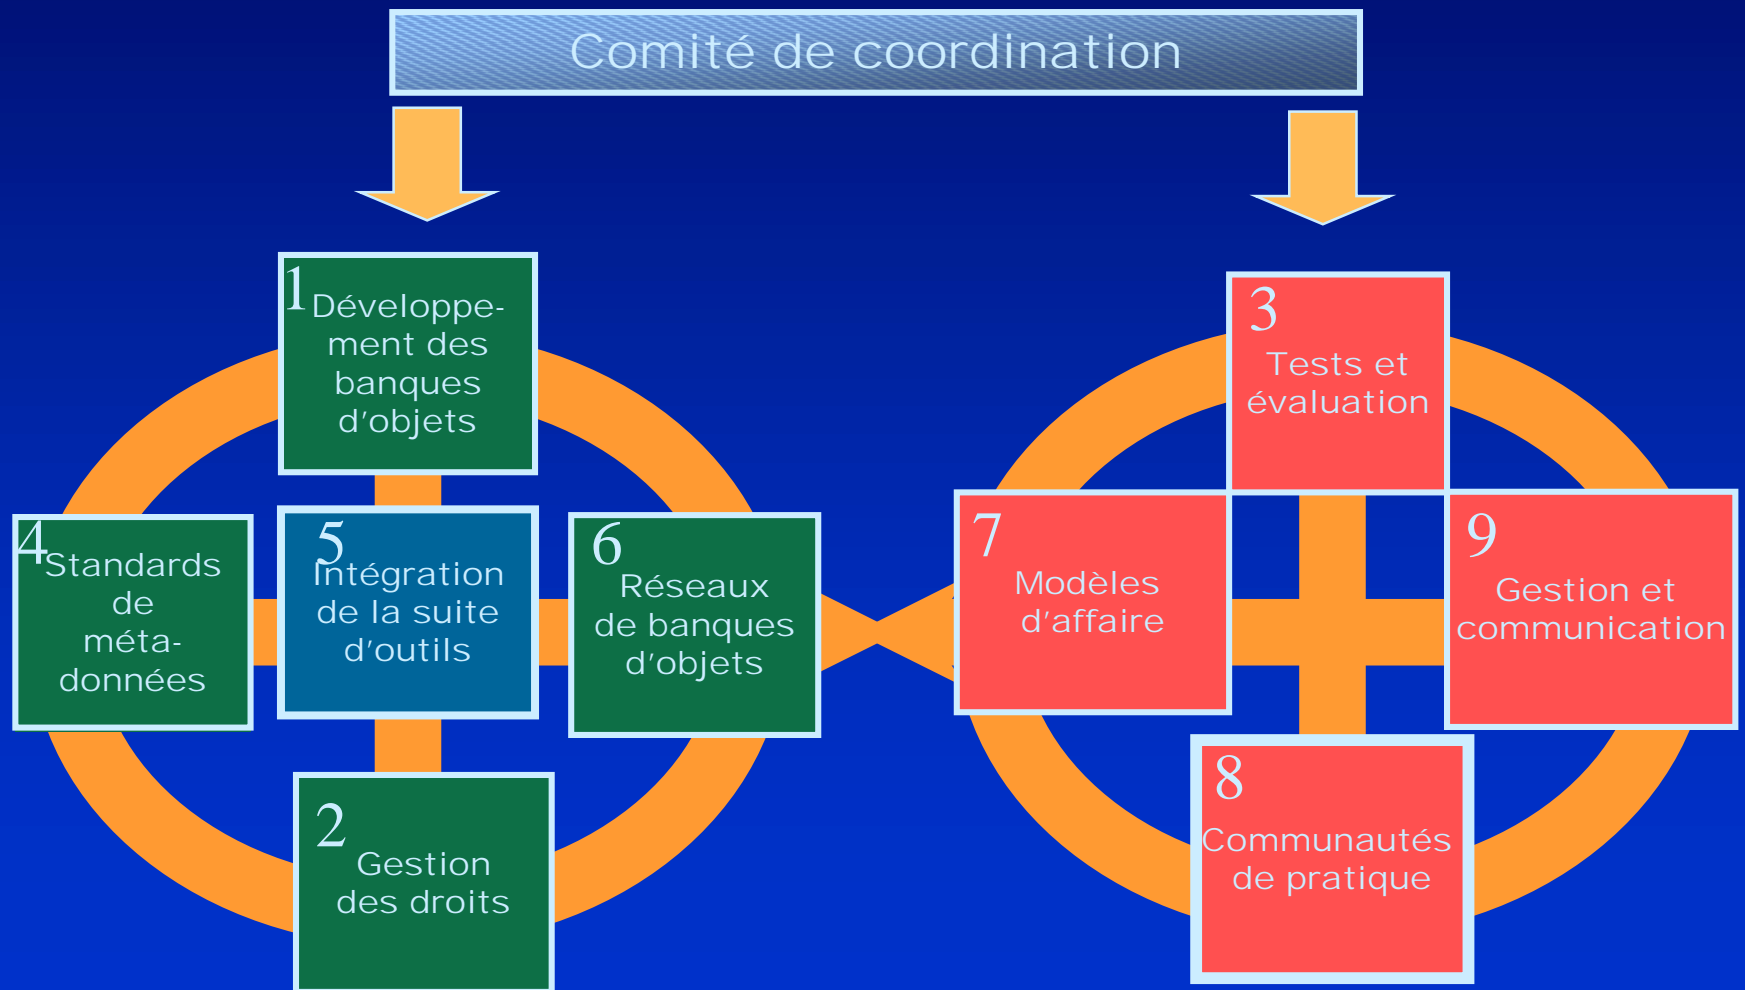 Comité de coordination
1
Développe-
ment des
banques
d'objets
4
Standards
de
méta-
données
5
Intégration
de la suite
d'outils
6
Réseaux
de banques
d'objets
2
Gestion
des droits
3
Tests et
évaluation
7
Modèles
d'affaire
9
Gestion et
communication
8
Communautés
de pratique